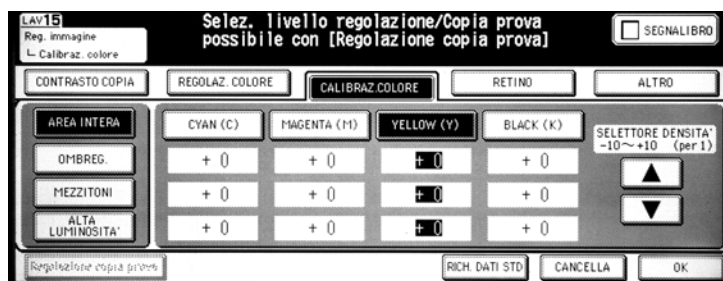 LAV15
Reg. immagine
Calibraz. colore
Selez. livello regolazione/Copia prova
possibile con [Regolazione copia prova]
SEGNALIBRO
CONTRASTO COPIA
REGOLAZ. COLORE
CALIBRAZ.COLORE
RETINO
ALTRO
AREA INTERA
CYAN (C)
MAGENTA (M)
YELLOW (Y)
BLACK (K)
SELETTORE DENSITA'
-10~+10 (per 1)
OMBREG.
+ 0 + 0 + 0 + 0
MEZZITONI
+ 0 + 0 + 0 + 0
ALTA
LUMINOSITA'
+ 0 + 0 + 0 + 0
Regolazione copia prova
RICH. DATI STD
CANCELLA
OK